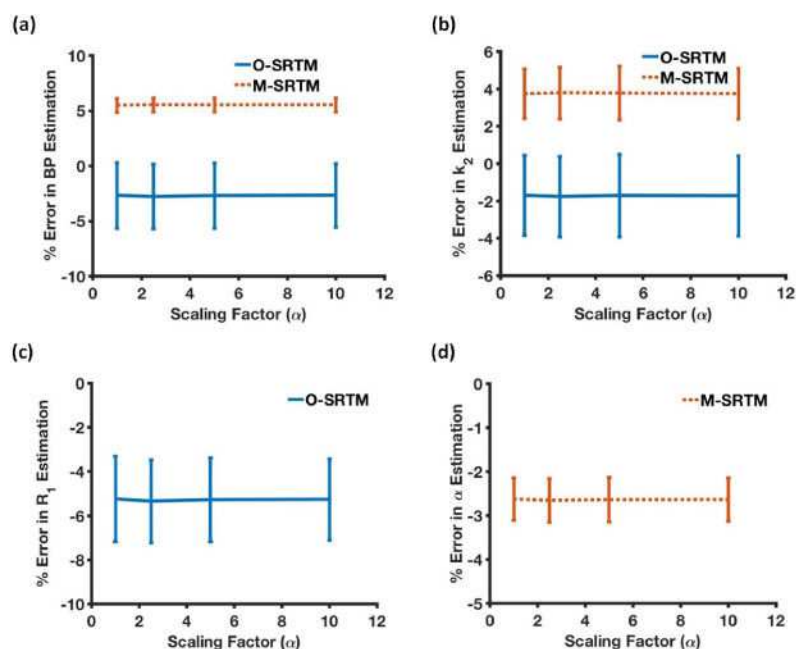 (a)
% Error in BP Estimation
10
5
0
-5
-10
O-SRTM
M-SRTM
0 2 4 6 8 10 12
Scaling Factor (α)
(b)
% Error in k2 Estimation
6
4
2
0
-2
-4
-6
O-SRTM
M-SRTM
0 2 4 6 8 10 12
Scaling Factor (α)
(c)
% Error in R1 Estimation
0
-2
-4
-6
-8
-10
O-SRTM
0 2 4 6 8 10 12
Scaling Factor (α)
(d)
% Error in α Estimation
0
-1
-2
-3
-4
-5
M-SRTM
0 2 4 6 8 10 12
Scaling Factor (α)